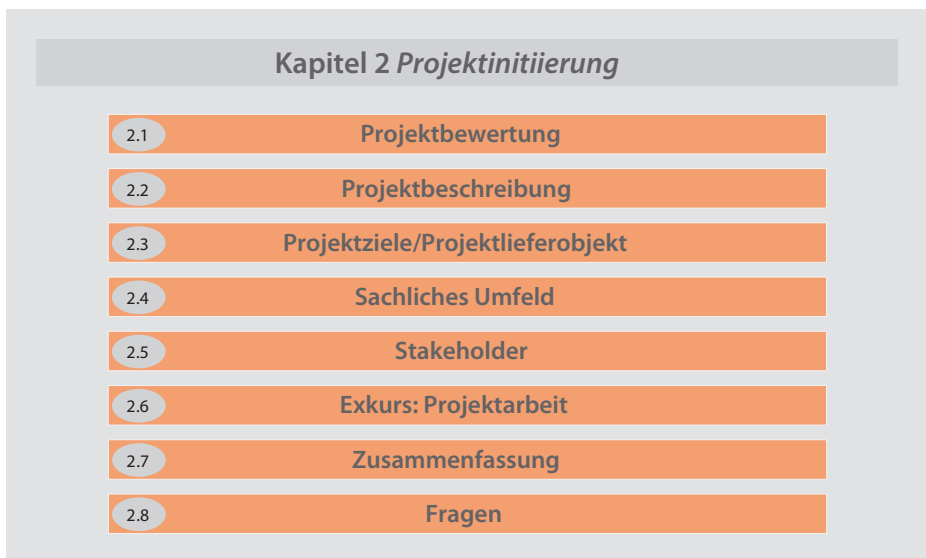 Kapitel 2 Projektinitiierung
2.1 Projektbewertung
2.2 Projektbeschreibung
2.3 Projektziele/Projektlieferobjekt
2.4 Sachliches Umfeld
2.5 Stakeholder
2.6 Exkurs: Projektarbeit
2.7 Zusammenfassung
2.8 Fragen